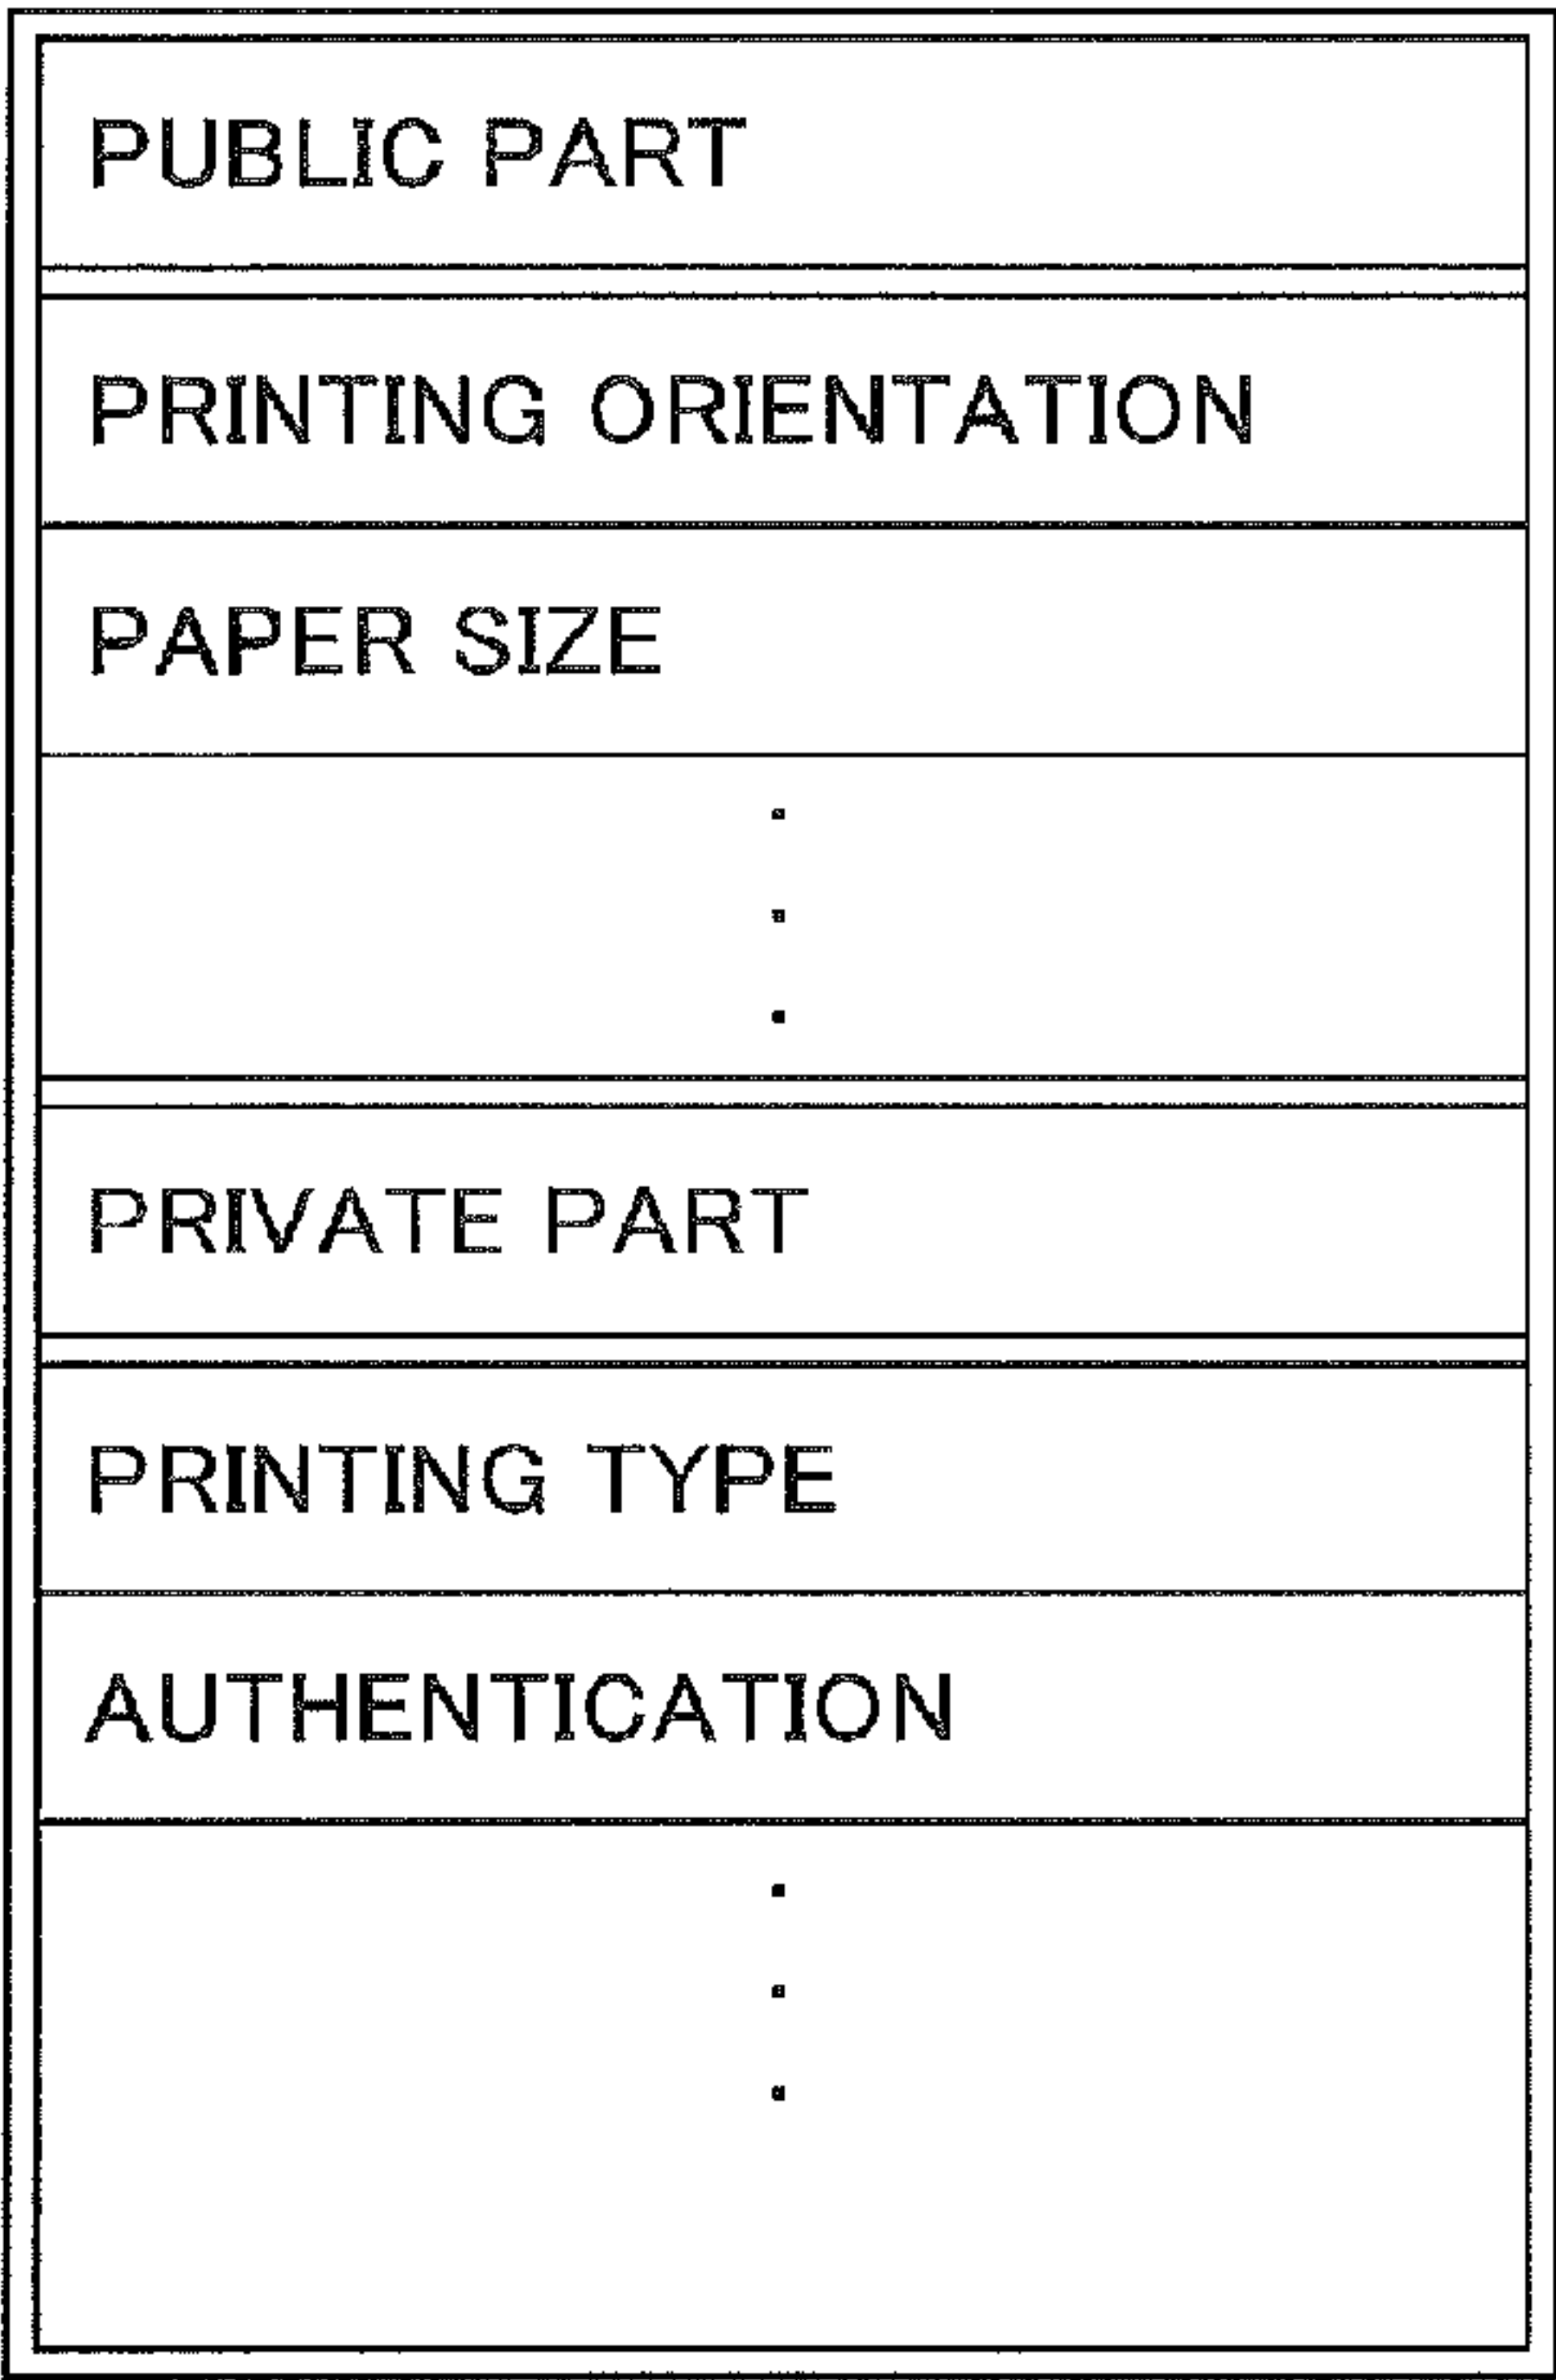 PUBLIC PART
PRINTING ORIENTATION
PAPER SIZE
PRIVATE PART
PRINTING TYPE
AUTHENTICATION